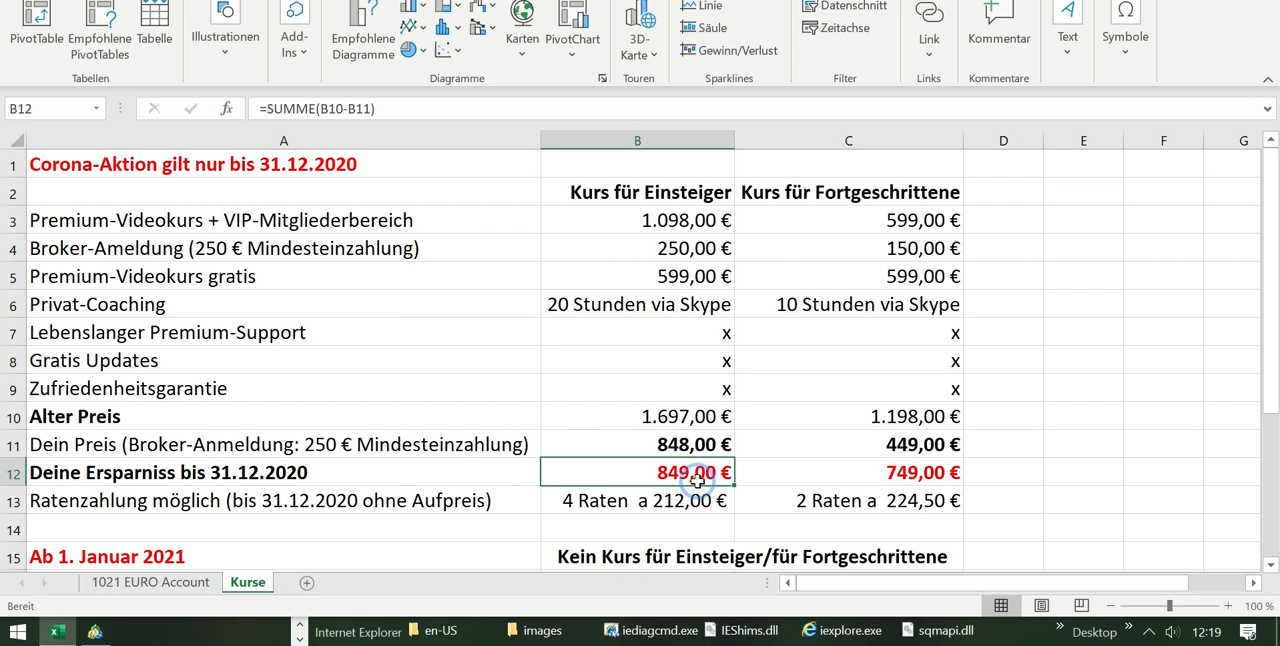 PivotTable Empfohlene PivotTables Tabelle Illustrationen Add-Ins Empfohlene Diagramme Karten PivotChart 3D-Karte Linie Säule Gewinn/Verlust Datenschnitt Zeitachse Link Kommentar Text Symbole
Tabellen Diagramme Touren Sparklines Filter Links Kommentare
B12 fx =SUMME(B10-B11)
A B C D E F G
1 Corona-Aktion gilt nur bis 31.12.2020
2 Kurs für Einsteiger Kurs für Fortgeschrittene
3 Premium-Videokurs + VIP-Mitgliederbereich 1.098,00 € 599,00 €
4 Broker-Ameldung (250 € Mindesteinzahlung) 250,00 € 150,00 €
5 Premium-Videokurs gratis 599,00 € 599,00 €
6 Privat-Coaching 20 Stunden via Skype 10 Stunden via Skype
7 Lebenslanger Premium-Support x x
8 Gratis Updates x x
9 Zufriedenheitsgarantie x x
10 Alter Preis 1.697,00 € 1.198,00 €
11 Dein Preis (Broker-Anmeldung: 250 € Mindesteinzahlung) 848,00 € 449,00 €
12 Deine Ersparniss bis 31.12.2020 849,00 € 749,00 €
13 Ratenzahlung möglich (bis 31.12.2020 ohne Aufpreis) 4 Raten a 212,00 € 2 Raten a 224,50 €
14
15 Ab 1. Januar 2021 Kein Kurs für Einsteiger/für Fortgeschrittene
1021 EURO Account Kurse
Bereit 100 %
Internet Explorer en-US images iediagcmd.exe IEShims.dll iexplore.exe sqmapi.dll Desktop 12:19